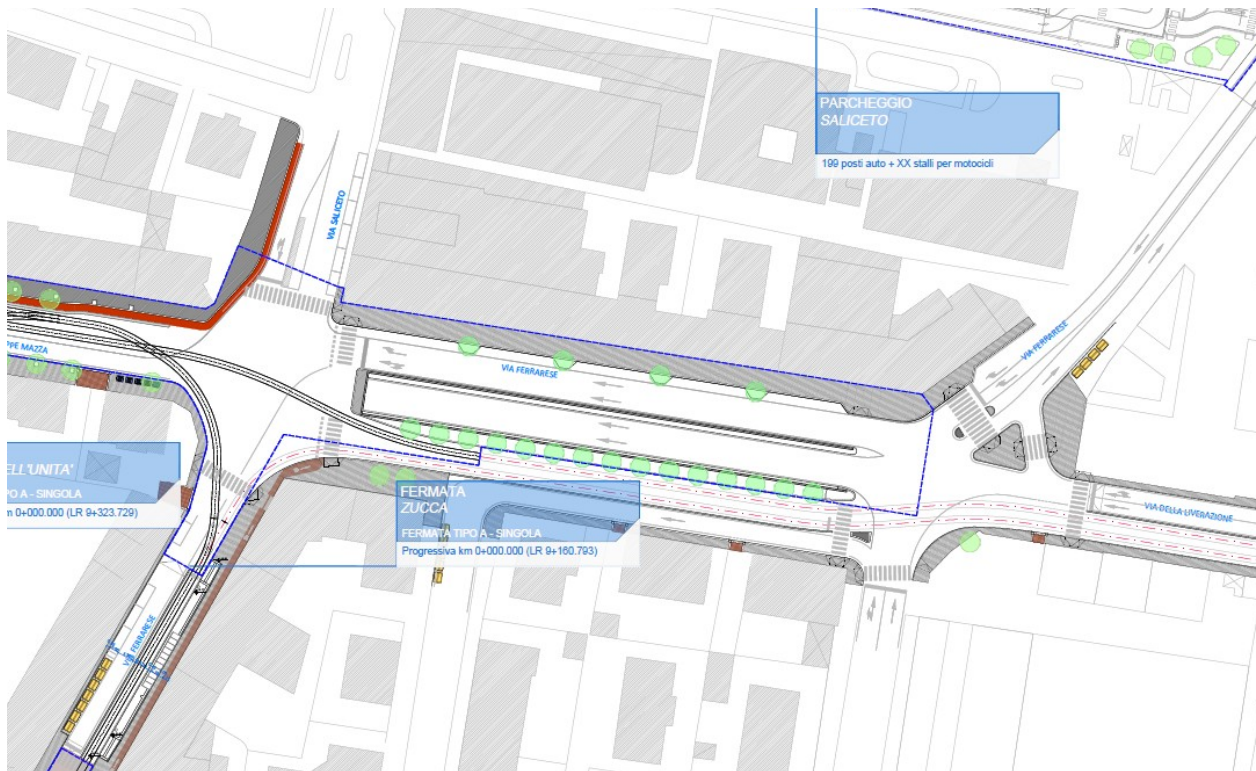 PARCHEGGIO
SALICETO
199 posti auto + XX stalli per motocicli
VIA SALICETO
VIA FERRARESE
PPE MAZZA
VIA FERRARESE
ELL'UNITA'
PO A - SINGOLA
m 0+000.000 (LR 9+323.729)
FERMATA
ZUCCA
FERMATA TIPO A - SINGOLA
Progressiva km 0+000.000 (LR 9+160.793)
VIA DELLA LIVERAZIONE
VIA FERRARESE